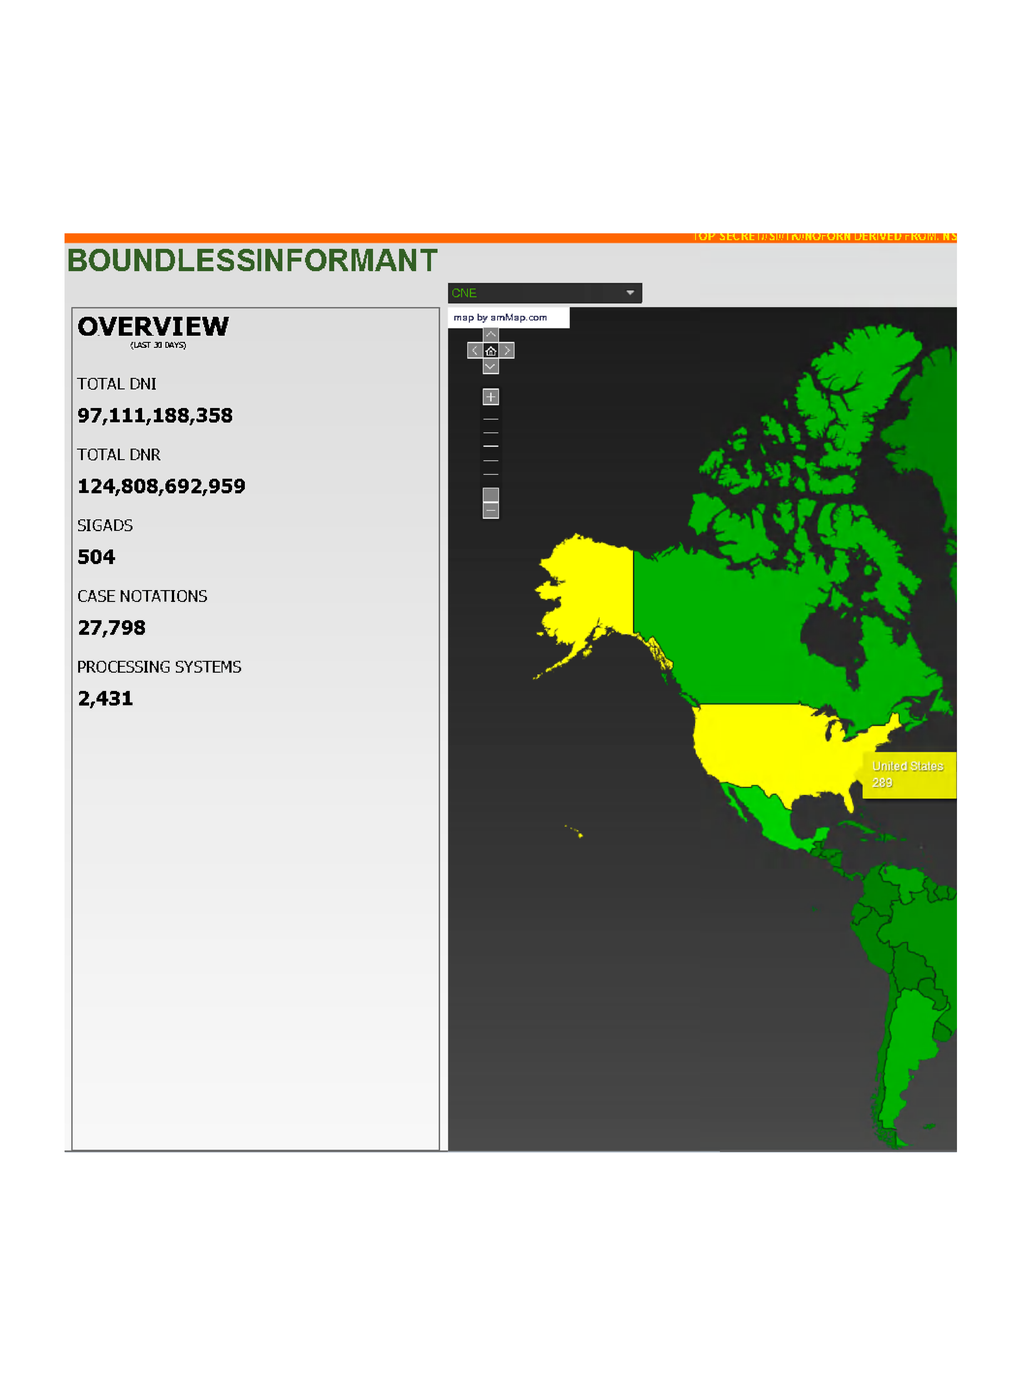 TOP SECRET//SI//TK//NOFORN DERIVED FROM: NS
BOUNDLESSINFORMANT
CNE
map by amMap.com
OVERVIEW
(LAST 30 DAYS)
TOTAL DNI
97,111,188,358
TOTAL DNR
124,808,692,959
SIGADS
504
CASE NOTATIONS
27,798
PROCESSING SYSTEMS
2,431
United States
289